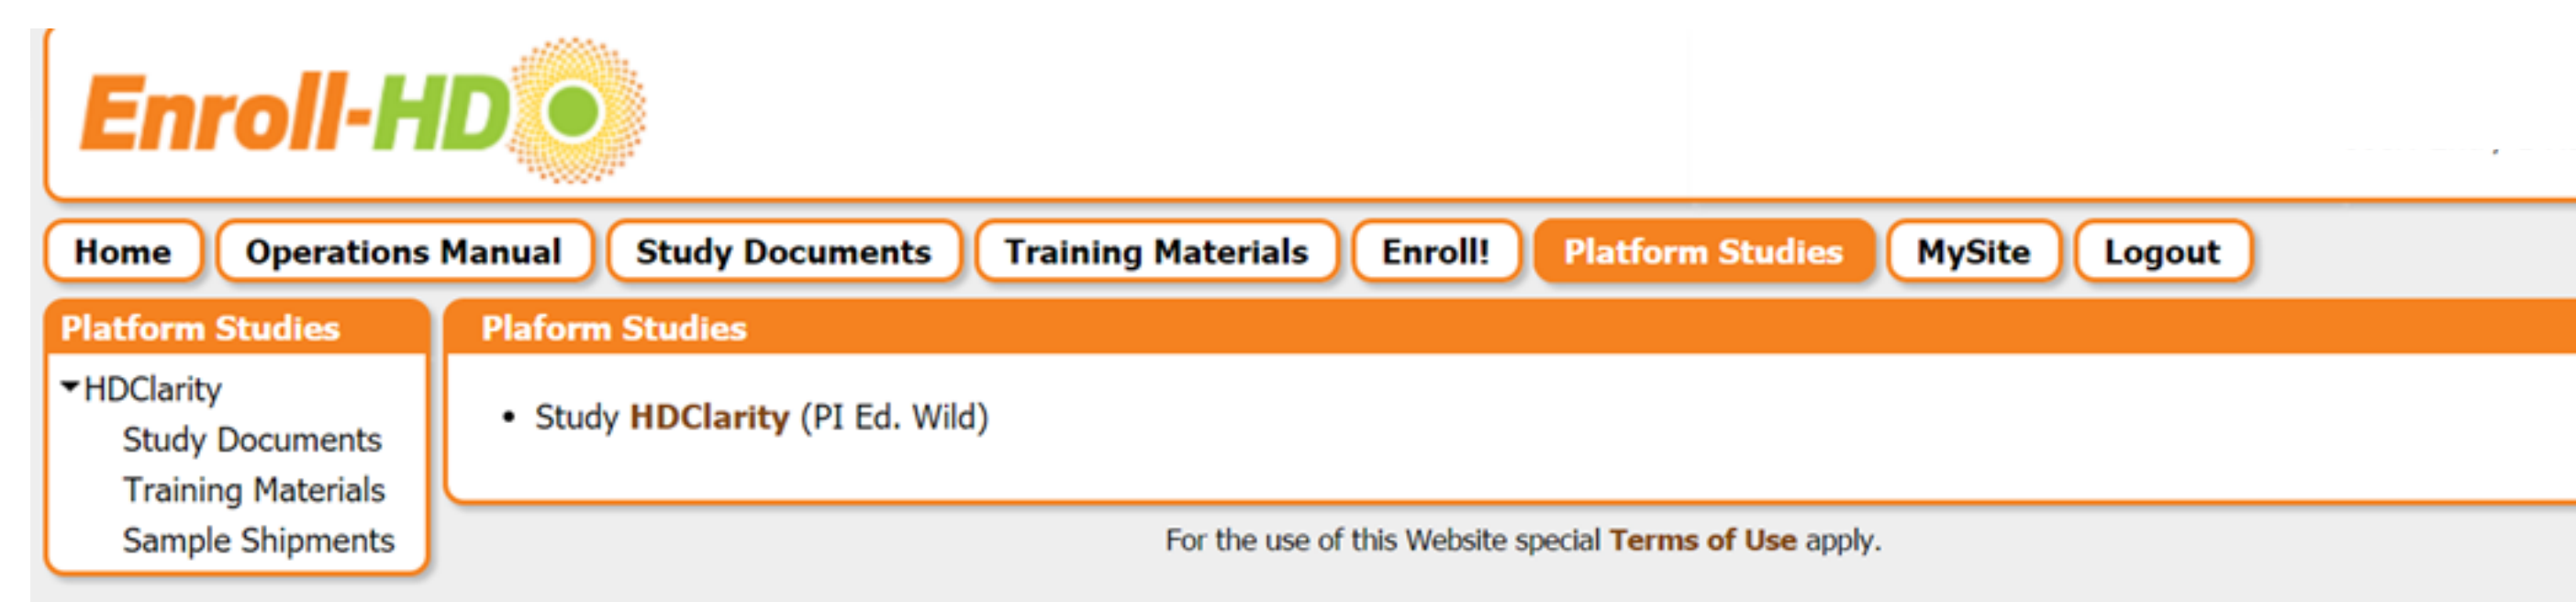 Enroll-HD
Home Operations Manual Study Documents Training Materials Enroll! Platform Studies MySite Logout
Platform Studies
HDClarity
Study Documents
Training Materials
Sample Shipments
Plaform Studies
• Study HDClarity (PI Ed. Wild)
For the use of this Website special Terms of Use apply.